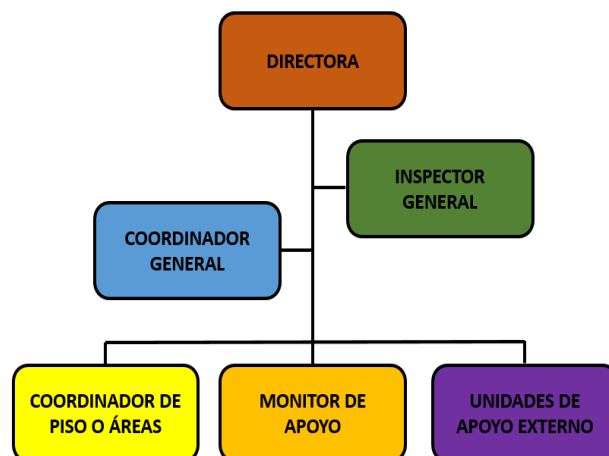 DIRECTORA
INSPECTOR
GENERAL
COORDINADOR
GENERAL
COORDINADOR DE
PISO O ÁREAS
MONITOR DE
APOYO
UNIDADES DE
APOYO EXTERNO